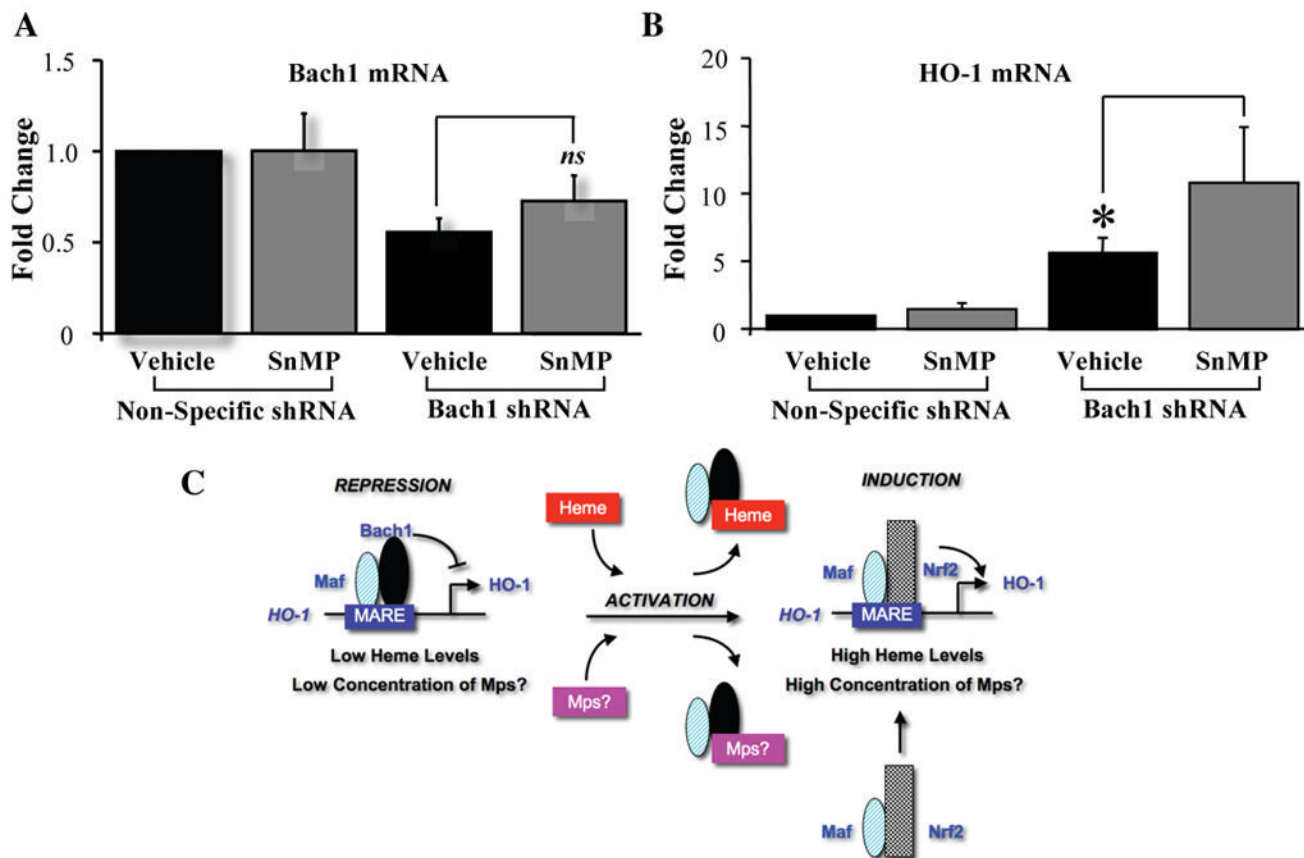 A
1.5
1.0
0.5
0
Fold Change
Bach1 mRNA
ns
Vehicle SnMP Vehicle SnMP
Non-Specific shRNA Bach1 shRNA
B
20
15
10
5
0
Fold Change
HO-1 mRNA
*
Vehicle SnMP Vehicle SnMP
Non-Specific shRNA Bach1 shRNA
C
REPRESSION
Bach1
Maf
HO-1
HO-1
MARE
Low Heme Levels
Low Concentration of Mps?
Heme
Heme
ACTIVATION
Mps?
Mps?
INDUCTION
Maf
Nrf2
HO-1
HO-1
MARE
High Heme Levels
High Concentration of Mps?
Maf
Nrf2